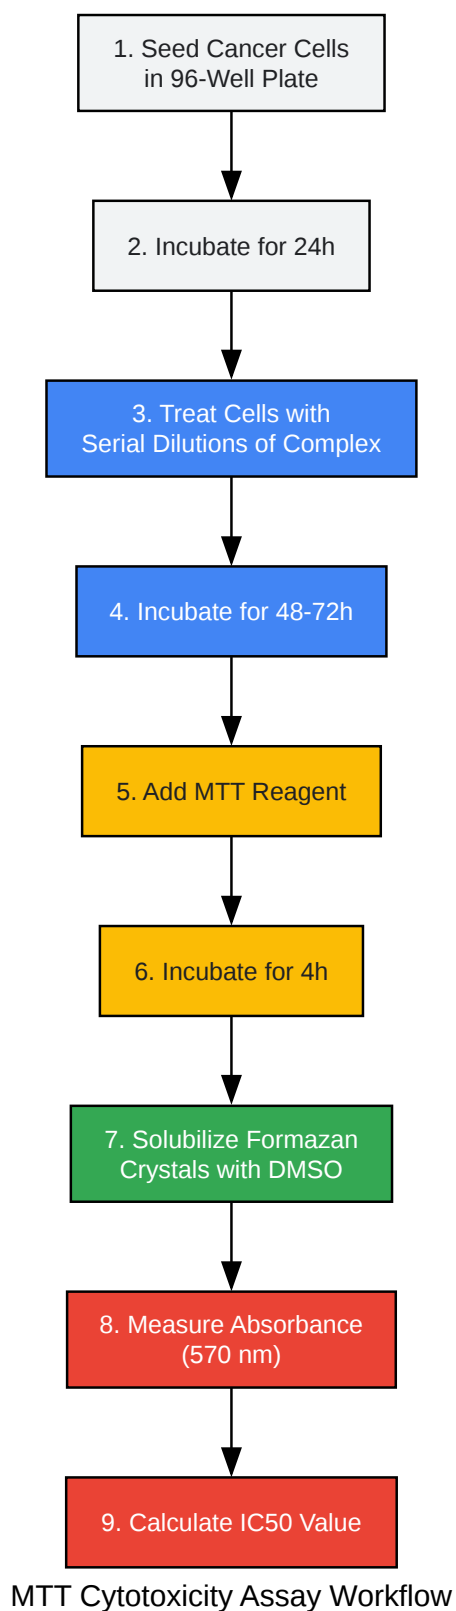 1. Seed Cancer Cells
in 96-Well Plate
2. Incubate for 24h
3. Treat Cells with
Serial Dilutions of Complex
4. Incubate for 48-72h
5. Add MTT Reagent
6. Incubate for 4h
7. Solubilize Formazan
Crystals with DMSO
8. Measure Absorbance
(570 nm)
9. Calculate IC50 Value
MTT Cytotoxicity Assay Workflow